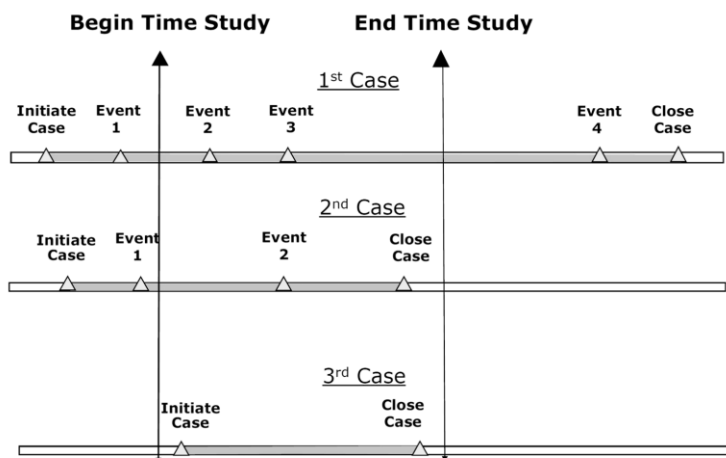 Begin Time Study End Time Study
1st Case
Initiate Case Event 1 Event 2 Event 3 Event 4 Close Case
2nd Case
Initiate Case Event 1 Event 2 Close Case
3rd Case
Initiate Case Close Case